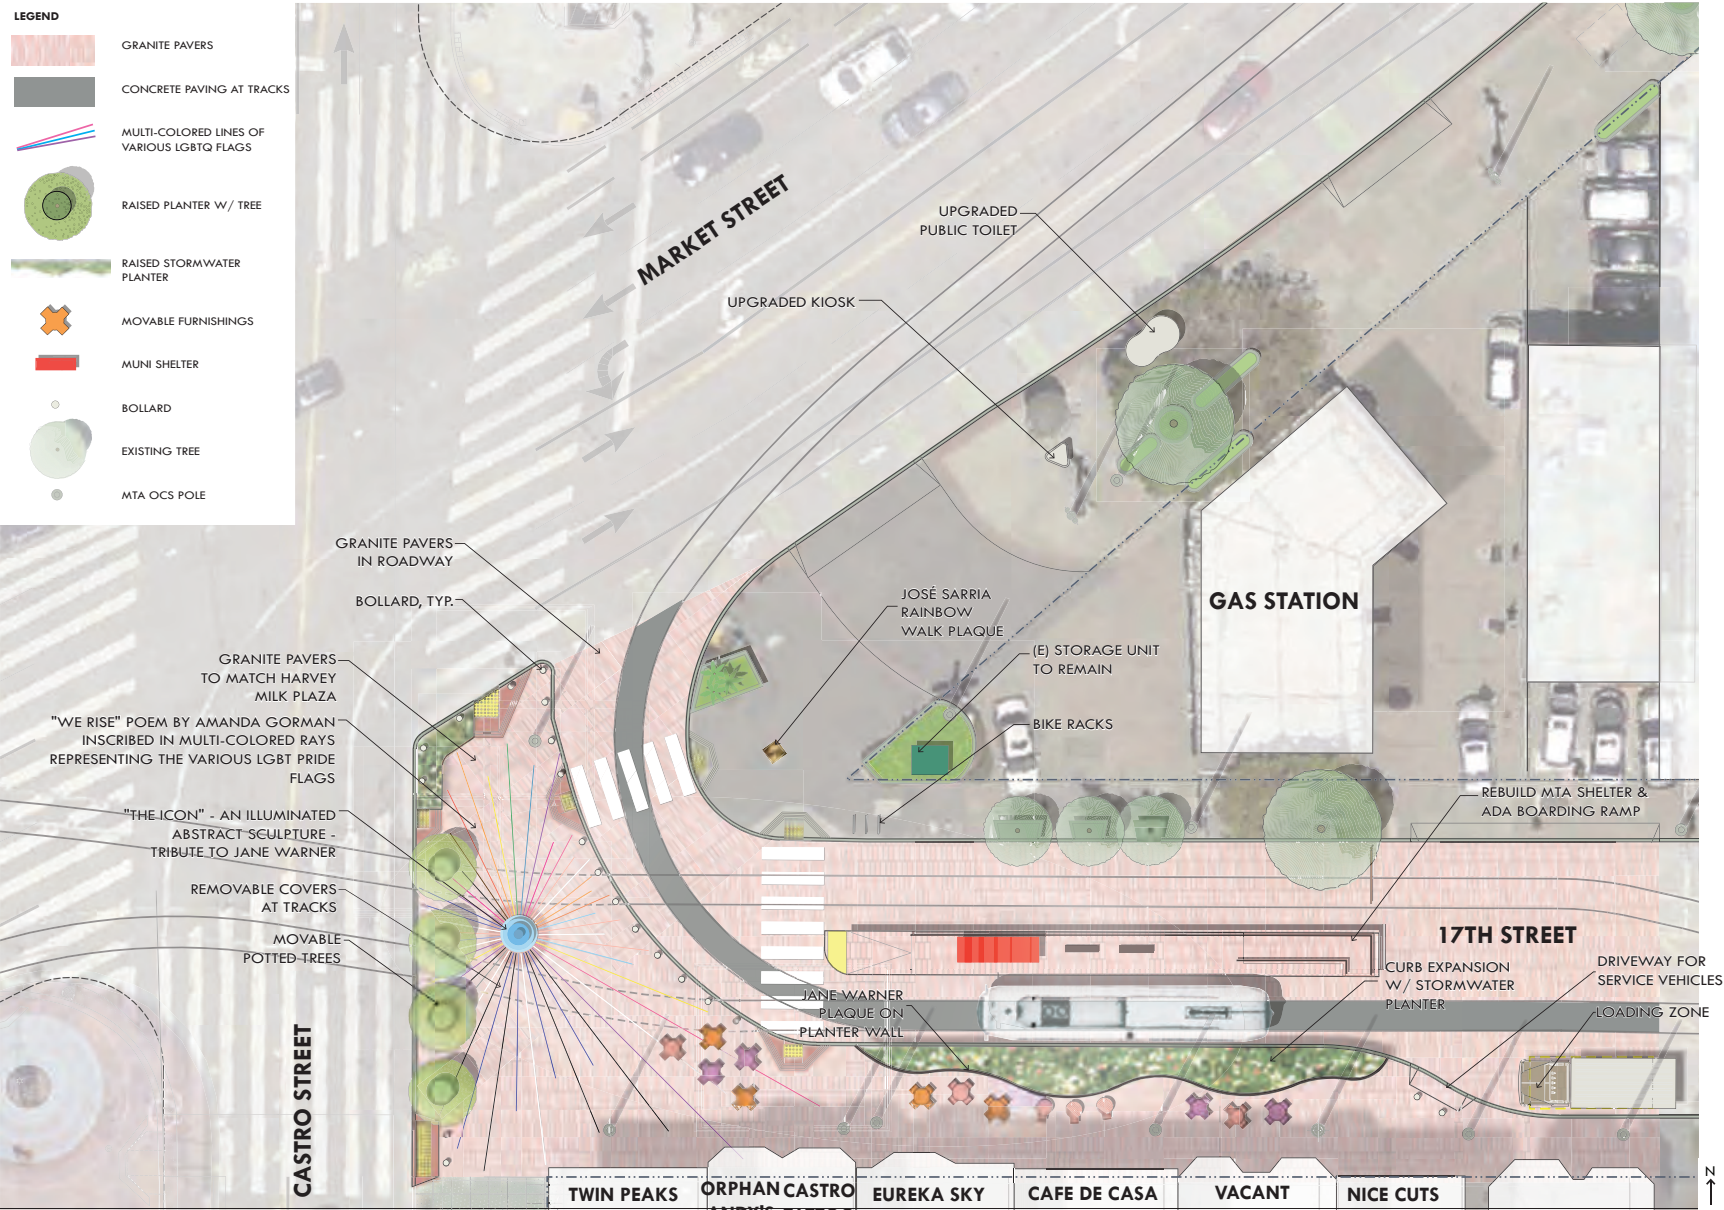 LEGEND
GRANITE PAVERS
CONCRETE PAVING AT TRACKS
MULTI-COLORED LINES OF
VARIOUS LGBTQ FLAGS
RAISED PLANTER W/ TREE
RAISED STORMWATER
PLANTER
MOVABLE FURNISHINGS
MUNI SHELTER
BOLLARD
EXISTING TREE
MTA OCS POLE
MARKET STREET
UPGRADED
PUBLIC TOILET
UPGRADED KIOSK
GRANITE PAVERS
IN ROADWAY
BOLLARD, TYP.
GRANITE PAVERS
TO MATCH HARVEY
MILK PLAZA
"WE RISE" POEM BY AMANDA GORMAN
INSCRIBED IN MULTI-COLORED RAYS
REPRESENTING THE VARIOUS LGBT PRIDE
FLAGS
"THE ICON" - AN ILLUMINATED
ABSTRACT SCULPTURE -
TRIBUTE TO JANE WARNER
REMOVABLE COVERS
AT TRACKS
MOVABLE
POTTED TREES
JOSÉ SARRIA
RAINBOW
WALK PLAQUE
(E) STORAGE UNIT
TO REMAIN
BIKE RACKS
GAS STATION
REBUILD MTA SHELTER &
ADA BOARDING RAMP
17TH STREET
CURB EXPANSION
W/ STORMWATER
PLANTER
DRIVEWAY FOR
SERVICE VEHICLES
LOADING ZONE
JANE WARNER
PLAQUE ON
PLANTER WALL
CASTRO STREET
TWIN PEAKS
ORPHAN
CASTRO
EUREKA SKY
CAFE DE CASA
VACANT
NICE CUTS
N